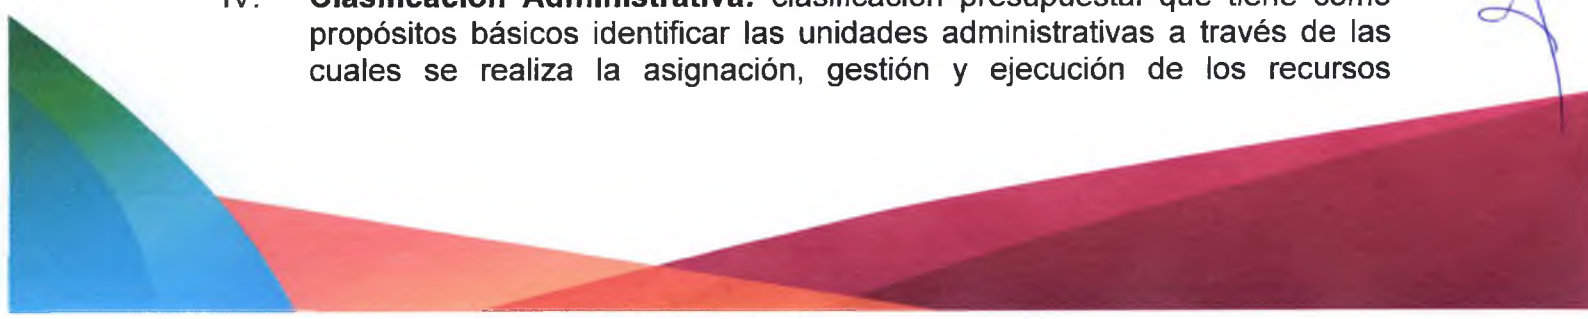 IV. Clasificación Administrativa: clasificación presupuestal que tiene como
propósitos básicos identificar las unidades administrativas a través de las
cuales se realiza la asignación, gestión y ejecución de los recursos